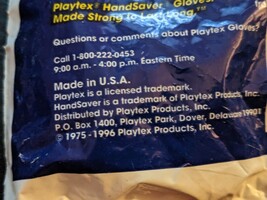 Playtex® HandSaver® Gloves.
Made Strong To Last Long.™
Questions or comments about Playtex Gloves?
Call 1-800-222-0453
9:00 a.m. - 4:00 p.m. Eastern Time
Made in U.S.A.
Playtex is a licensed trademark.
HandSaver is a trademark of Playtex Products, Inc.
Distributed by Playtex Products, Inc.
P.O. Box 1400, Playtex Park, Dover, Delaware 19903
© 1975-1996 Playtex Products, Inc.